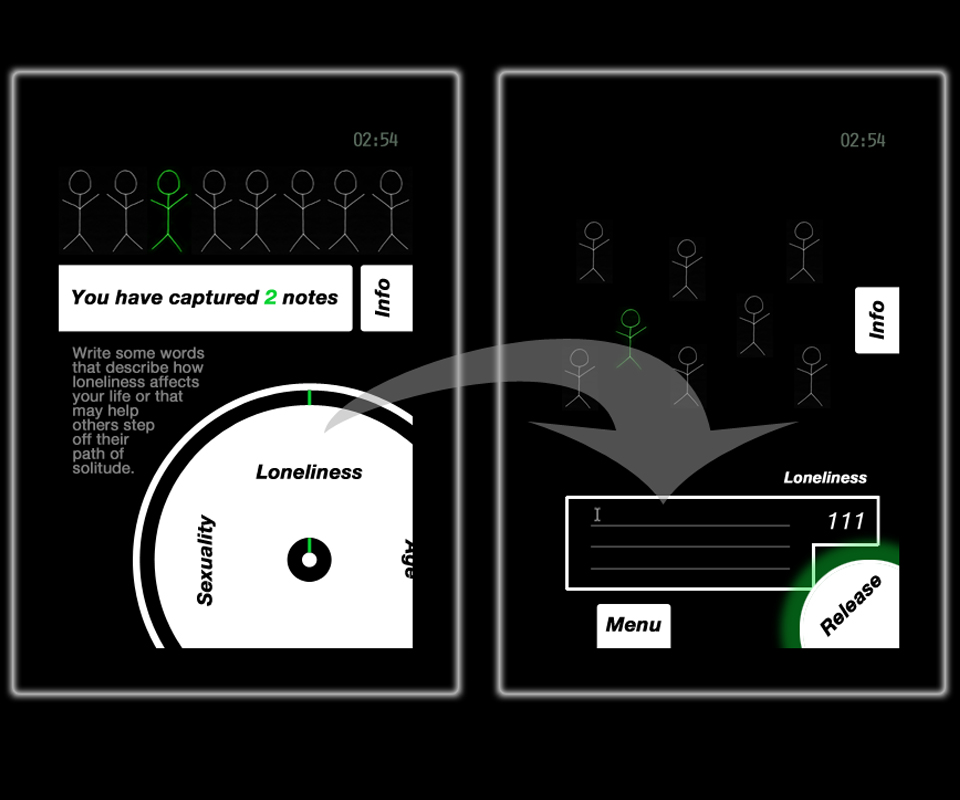 02:54
You have captured 2 notes
Info
Write some words
that describe how
loneliness affects
your life or that
may help
others step
off their
path of
solitude.
Loneliness
Sexuality
Age
02:54
Info
Loneliness
111
Release
Menu